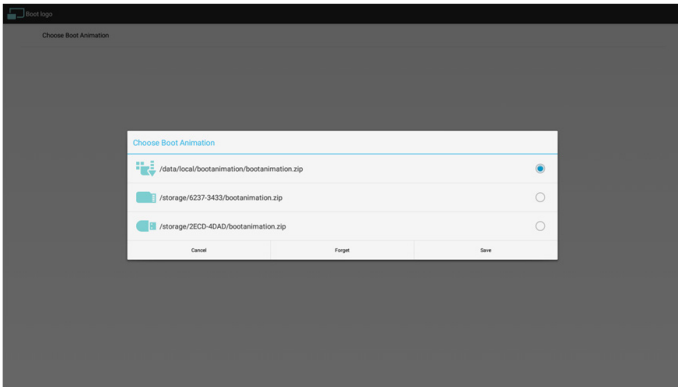 Boot logo
Choose Boot Animation
Choose Boot Animation
/data/local/bootanimation/bootanimation.zip
/storage/6237-3433/bootanimation.zip
/storage/2ECD-4DAD/bootanimation.zip
Cancel Forget Save